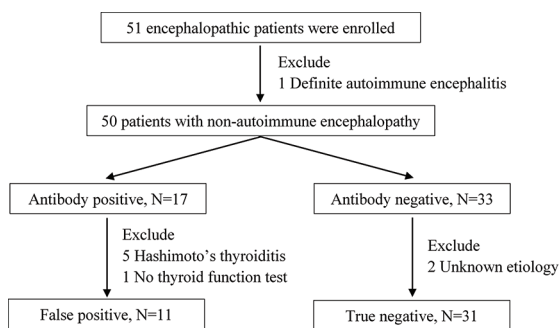 51 encephalopathic patients were enrolled
Exclude
1 Definite autoimmune encephalitis
50 patients with non-autoimmune encephalopathy
Antibody positive, N=17
Antibody negative, N=33
Exclude
5 Hashimoto's thyroiditis
1 No thyroid function test
Exclude
2 Unknown etiology
False positive, N=11
True negative, N=31